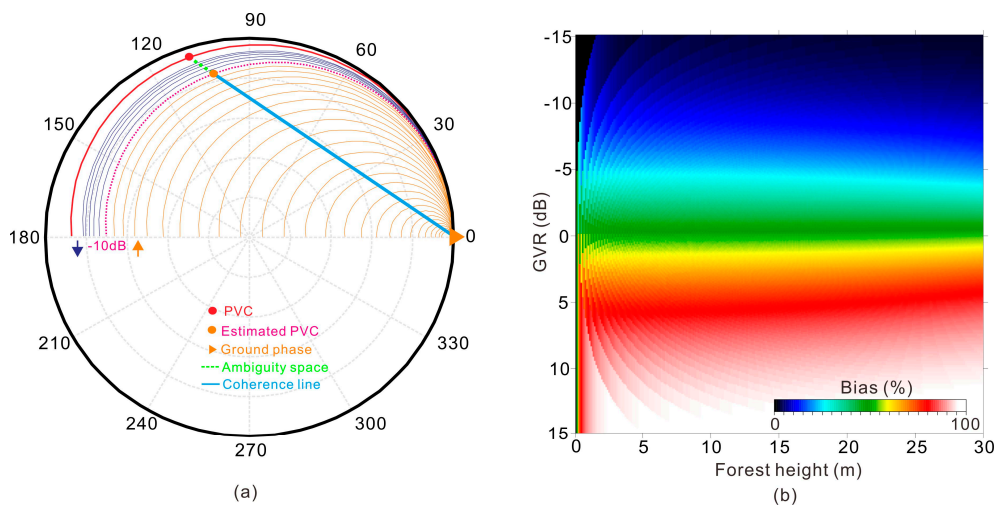 90
120
60
150
30
180
0
-10dB
PVC
Estimated PVC
Ground phase
Ambiguity space
Coherence line
210
330
240
300
270
(a)
-15
-10
-5
0
5
10
15
GVR (dB)
Bias (%)
0 100
0 5 10 15 20 25 30
Forest height (m)
(b)